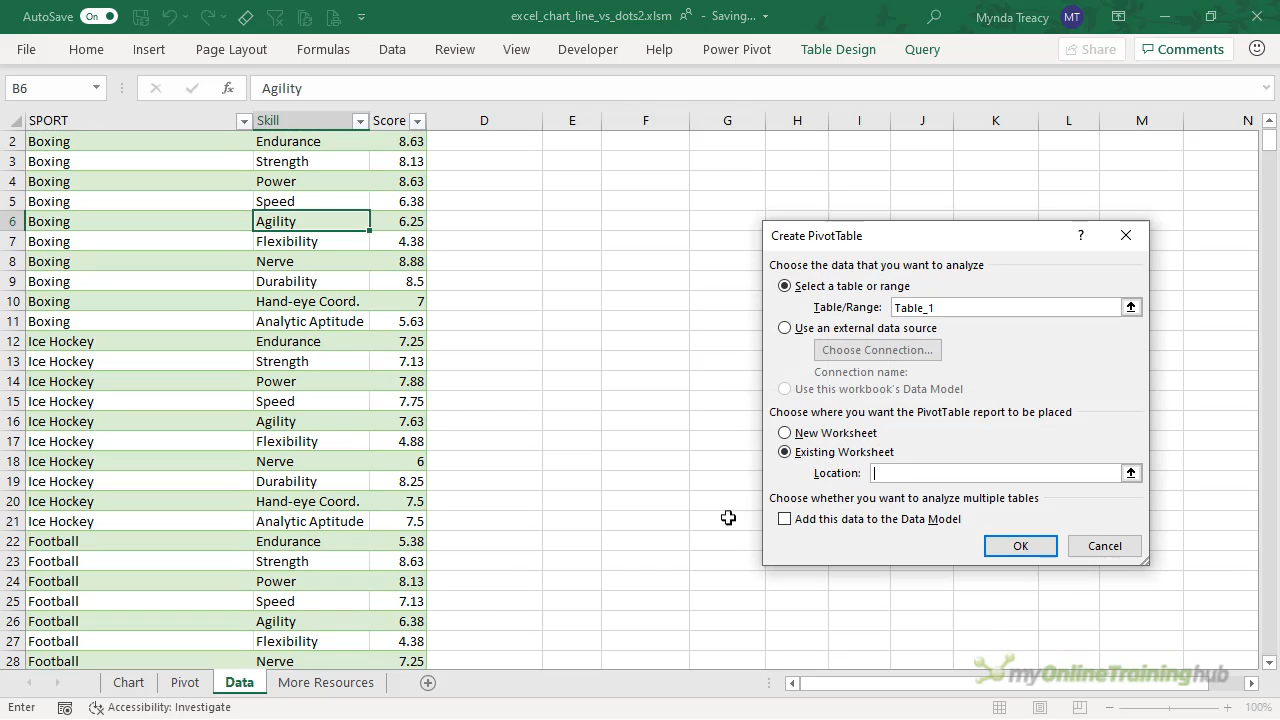 AutoSave On excel_chart_line_vs_dots2.xlsm - Saving... Mynda Treacy MT
File Home Insert Page Layout Formulas Data Review View Developer Help Power Pivot Table Design Query Share Comments
B6 fx Agility
SPORT Skill Score D E F G H I J K L M N
2 Boxing Endurance 8.63
3 Boxing Strength 8.13
4 Boxing Power 8.63
5 Boxing Speed 6.38
6 Boxing Agility 6.25
7 Boxing Flexibility 4.38
8 Boxing Nerve 8.88
9 Boxing Durability 8.5
10 Boxing Hand-eye Coord. 7
11 Boxing Analytic Aptitude 5.63
12 Ice Hockey Endurance 7.25
13 Ice Hockey Strength 7.13
14 Ice Hockey Power 7.88
15 Ice Hockey Speed 7.75
16 Ice Hockey Agility 7.63
17 Ice Hockey Flexibility 4.88
18 Ice Hockey Nerve 6
19 Ice Hockey Durability 8.25
20 Ice Hockey Hand-eye Coord. 7.5
21 Ice Hockey Analytic Aptitude 7.5
22 Football Endurance 5.38
23 Football Strength 8.63
24 Football Power 8.13
25 Football Speed 7.13
26 Football Agility 6.38
27 Football Flexibility 4.38
28 Football Nerve 7.25
Create PivotTable ?
Choose the data that you want to analyze
Select a table or range
Table/Range: Table_1
Use an external data source
Choose Connection...
Connection name:
Use this workbook's Data Model
Choose where you want the PivotTable report to be placed
New Worksheet
Existing Worksheet
Location:
Choose whether you want to analyze multiple tables
Add this data to the Data Model
OK Cancel
myOnlineTraininghub
Chart Pivot Data More Resources
Enter Accessibility: Investigate 100%